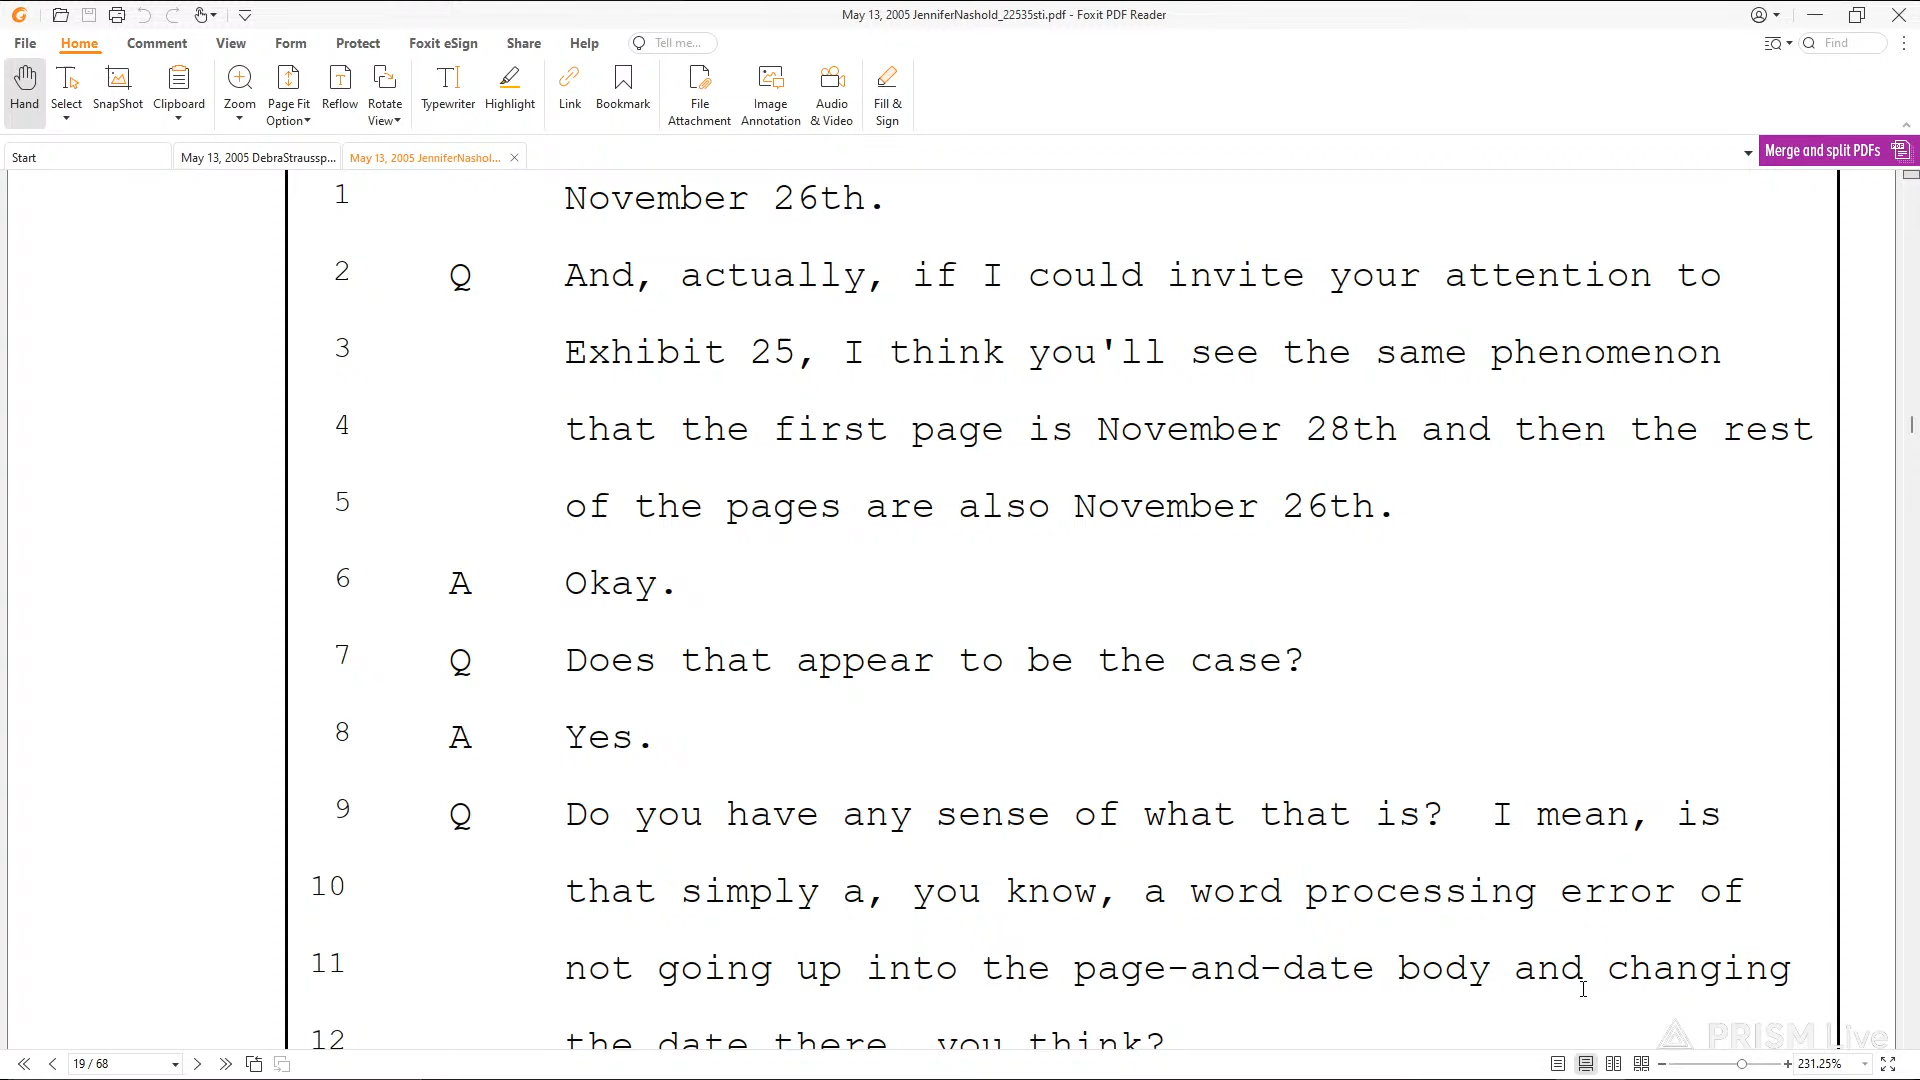 May 13, 2005 JenniferNashold_22535sti.pdf - Foxit PDF Reader
File Home Comment View Form Protect Foxit eSign Share Help Tell me... Find
Hand Select SnapShot Clipboard Zoom Page Fit Option Reflow Rotate View Typewriter Highlight Link Bookmark File Attachment Image Annotation Audio & Video Fill & Sign
Start May 13, 2005 DebraStraussp... May 13, 2005 JenniferNashol... Merge and split PDFs
1 November 26th.
2 Q And, actually, if I could invite your attention to
3 Exhibit 25, I think you'll see the same phenomenon
4 that the first page is November 28th and then the rest
5 of the pages are also November 26th.
6 A Okay.
7 Q Does that appear to be the case?
8 A Yes.
9 Q Do you have any sense of what that is? I mean, is
10 that simply a, you know, a word processing error of
11 not going up into the page-and-date body and changing
12 the date there, you think?
PRISM Live
19 / 68 231.25%